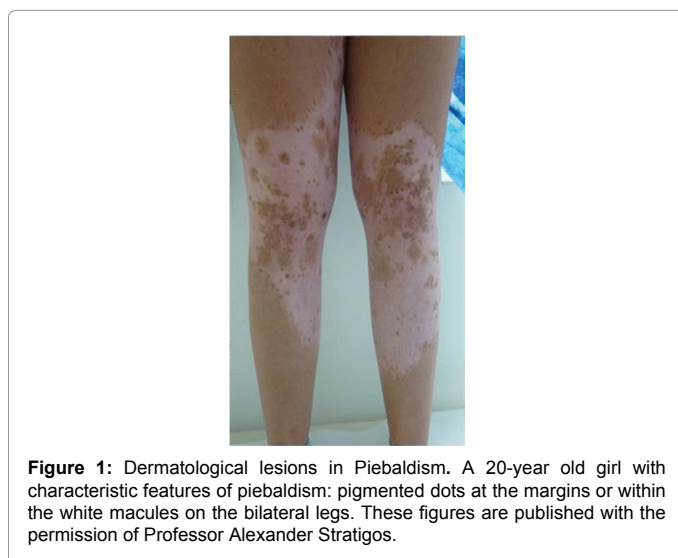 Figure 1: Dermatological lesions in Piebaldism. A 20-year old girl with
characteristic features of piebaldism: pigmented dots at the margins or within
the white macules on the bilateral legs. These figures are published with the
permission of Professor Alexander Stratigos.